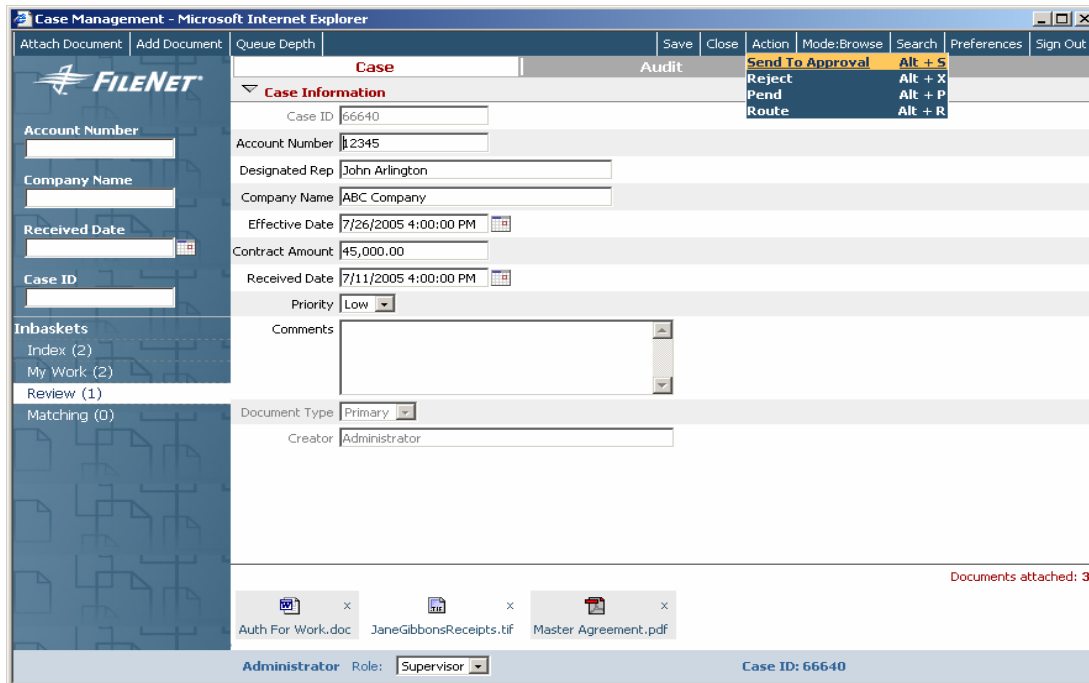 Case Management - Microsoft Internet Explorer
Attach Document Add Document Queue Depth Save Close Action Mode:Browse Search Preferences Sign Out
FILENET
Case Audit
Send To Approval Alt + S
Reject Alt + X
Pend Alt + P
Route Alt + R
Account Number
Company Name
Received Date
Case ID
Inbaskets
Index (2)
My Work (2)
Review (1)
Matching (0)
Case Information
Case ID 66640
Account Number 12345
Designated Rep John Arlington
Company Name ABC Company
Effective Date 7/26/2005 4:00:00 PM
Contract Amount 45,000.00
Received Date 7/11/2005 4:00:00 PM
Priority Low
Comments
Document Type Primary
Creator Administrator
Documents attached: 3
Auth For Work.doc x JaneGibbonsReceipts.tif x Master Agreement.pdf x
Administrator Role: Supervisor Case ID: 66640